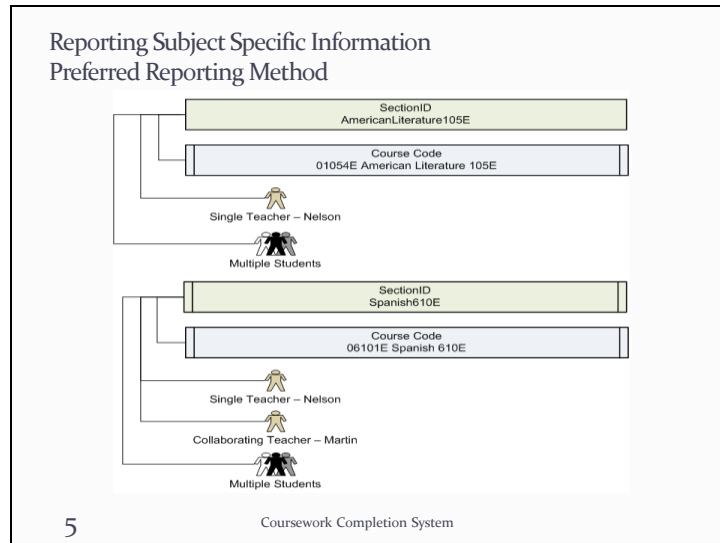 Reporting Subject Specific Information
Preferred Reporting Method
SectionID
AmericanLiterature105E
Course Code
01054E American Literature 105E
Single Teacher – Nelson
Multiple Students
SectionID
Spanish610E
Course Code
06101E Spanish 610E
Single Teacher – Nelson
Collaborating Teacher – Martin
Multiple Students
5
Coursework Completion System